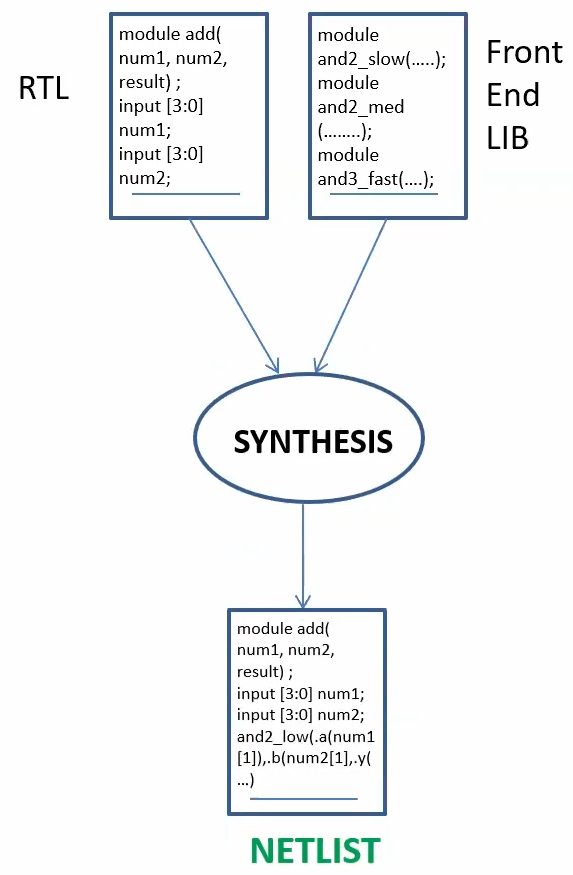 RTL
module add(
num1, num2,
result) ;
input [3:0]
num1;
input [3:0]
num2;
module
and2_slow(.....);
module
and2_med
(........);
module
and3_fast(....);
Front
End
LIB
SYNTHESIS
module add(
num1, num2,
result) ;
input [3:0] num1;
input [3:0] num2;
and2_low(.a(num1
[1]),.b(num2[1],.y(
...)
NETLIST